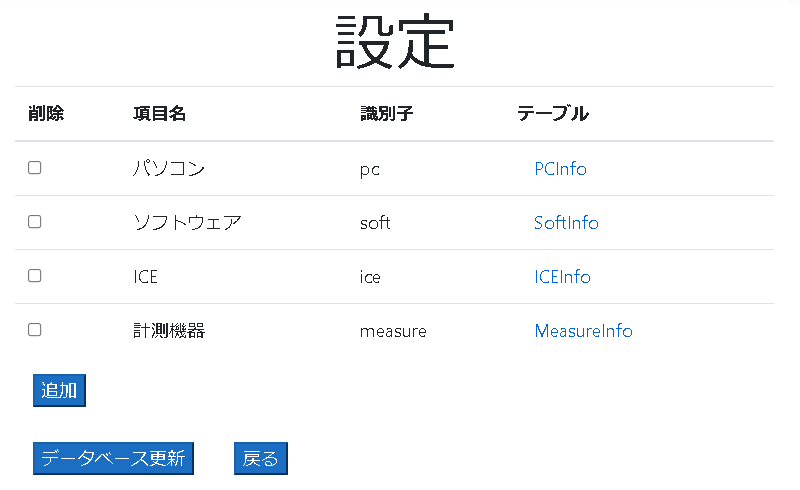 設定
削除 項目名 識別子 テーブル
パソコン pc PCInfo
ソフトウェア soft SoftInfo
ICE ice ICEInfo
計測機器 measure MeasureInfo
追加
データベース更新 戻る